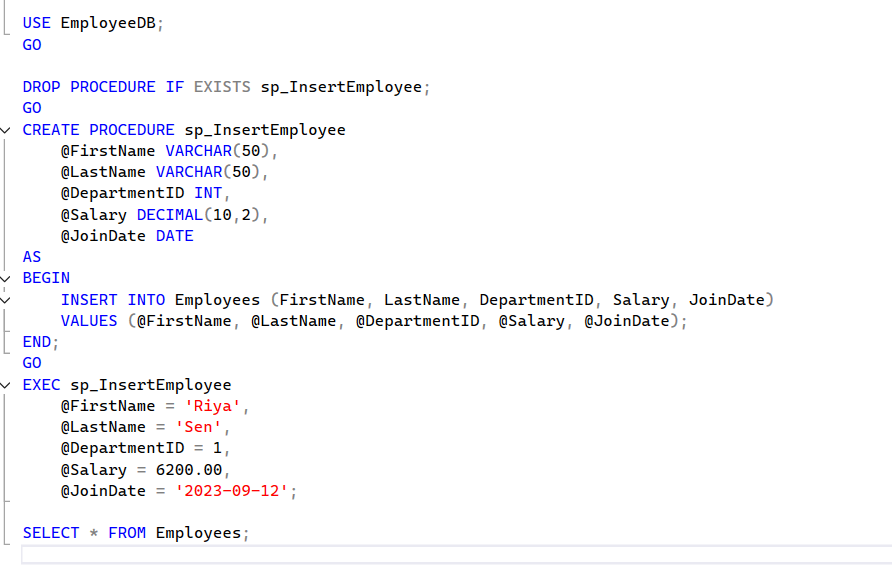 USE EmployeeDB;
GO
DROP PROCEDURE IF EXISTS sp_InsertEmployee;
GO
CREATE PROCEDURE sp_InsertEmployee
    @FirstName VARCHAR(50),
    @LastName VARCHAR(50),
    @DepartmentID INT,
    @Salary DECIMAL(10,2),
    @JoinDate DATE
AS
BEGIN
    INSERT INTO Employees (FirstName, LastName, DepartmentID, Salary, JoinDate)
    VALUES (@FirstName, @LastName, @DepartmentID, @Salary, @JoinDate);
END;
GO
EXEC sp_InsertEmployee
    @FirstName = 'Riya',
    @LastName = 'Sen',
    @DepartmentID = 1,
    @Salary = 6200.00,
    @JoinDate = '2023-09-12';
SELECT * FROM Employees;